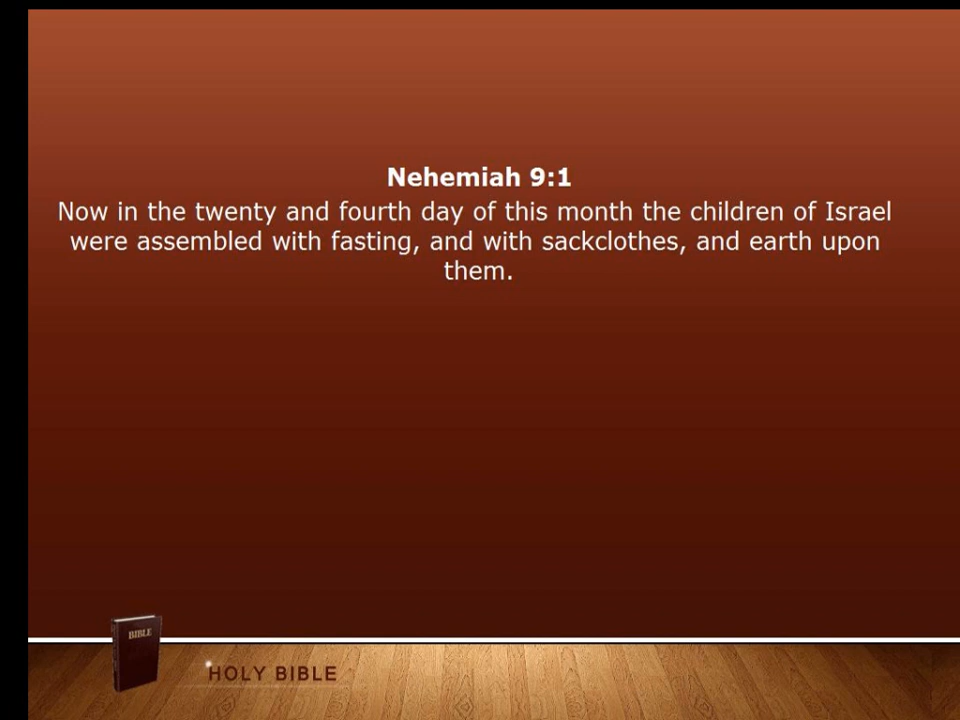 Nehemiah 9:1
Now in the twenty and fourth day of this month the children of Israel
were assembled with fasting, and with sackclothes, and earth upon
them.
BIBLE
HOLY BIBLE